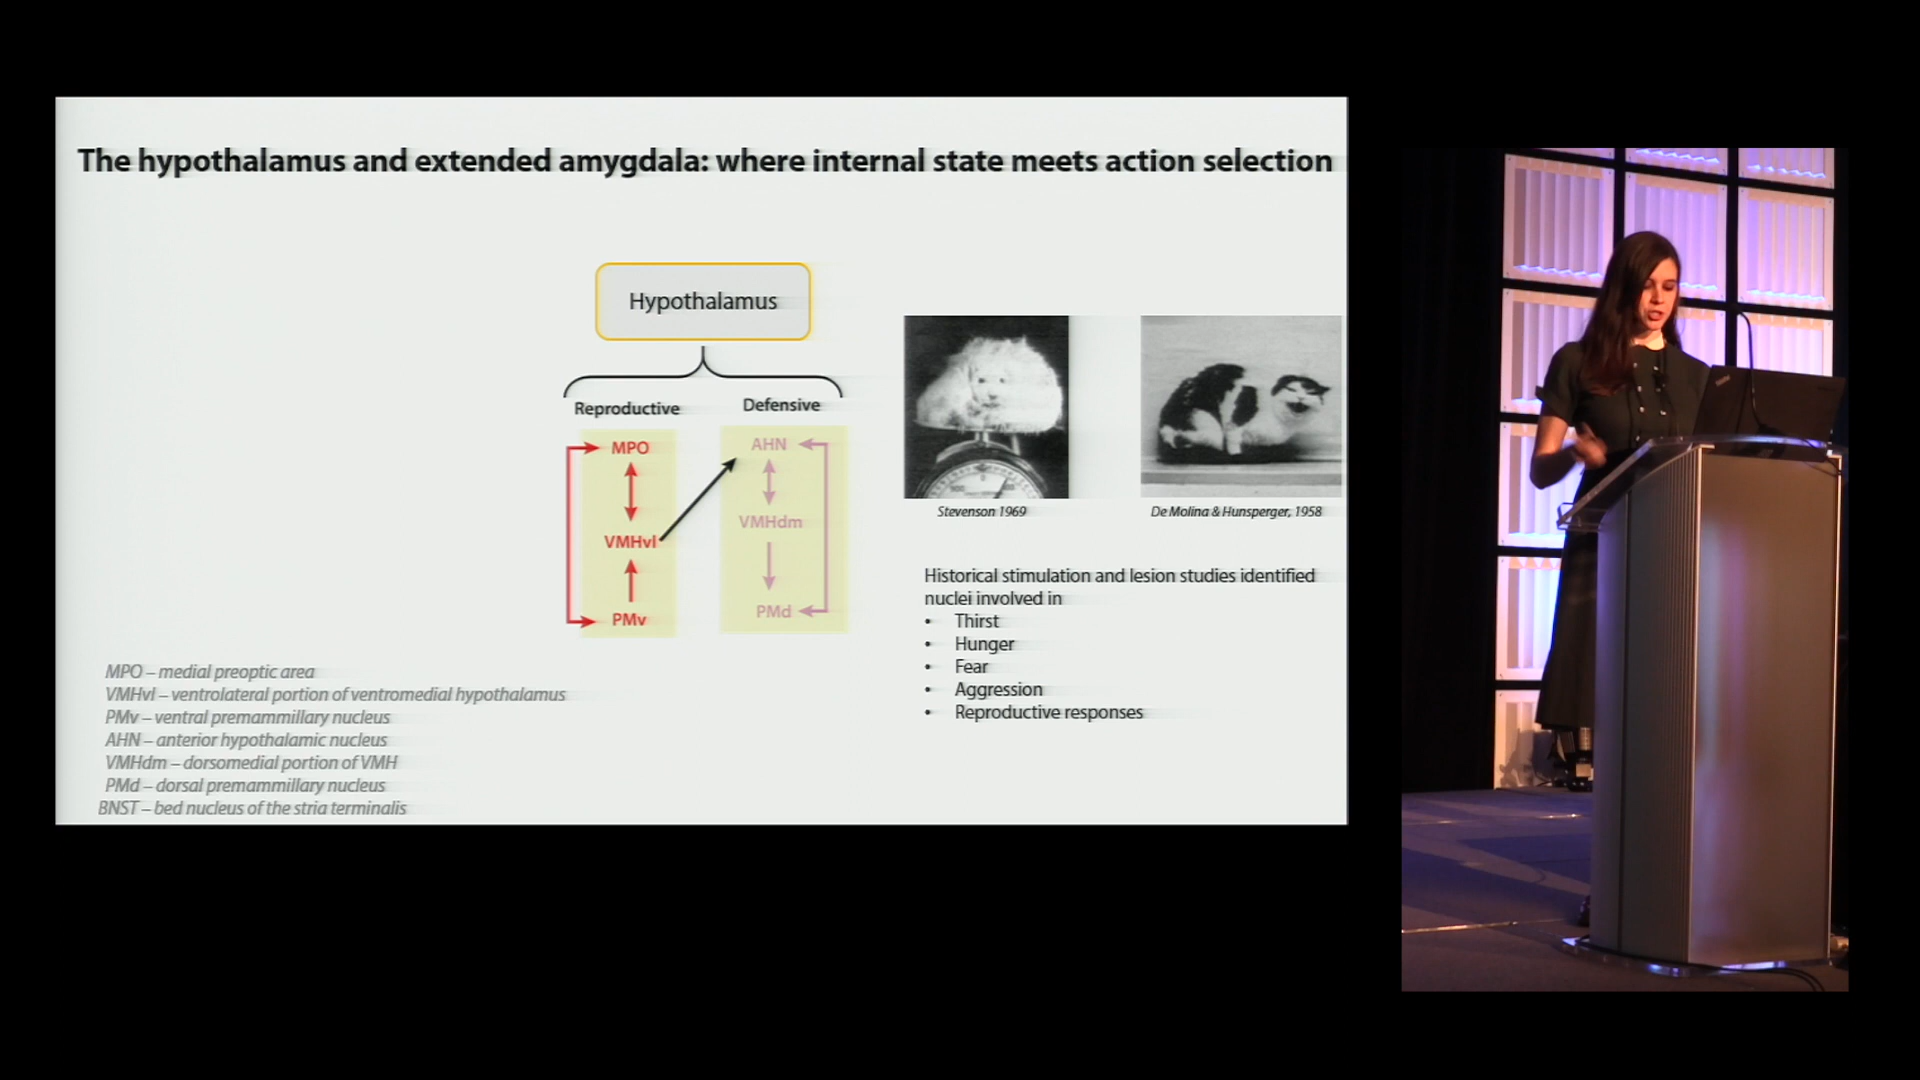 The hypothalamus and extended amygdala: where internal state meets action selection
Hypothalamus
Reproductive
Defensive
MPO
VMHvl
PMv
AHN
VMHdm
PMd
Stevenson 1969
De Molina & Hunsperger, 1958
Historical stimulation and lesion studies identified
nuclei involved in
• Thirst
• Hunger
• Fear
• Aggression
• Reproductive responses
MPO – medial preoptic area
VMHvl – ventrolateral portion of ventromedial hypothalamus
PMv – ventral premammillary nucleus
AHN – anterior hypothalamic nucleus
VMHdm – dorsomedial portion of VMH
PMd – dorsal premammillary nucleus
BNST – bed nucleus of the stria terminalis